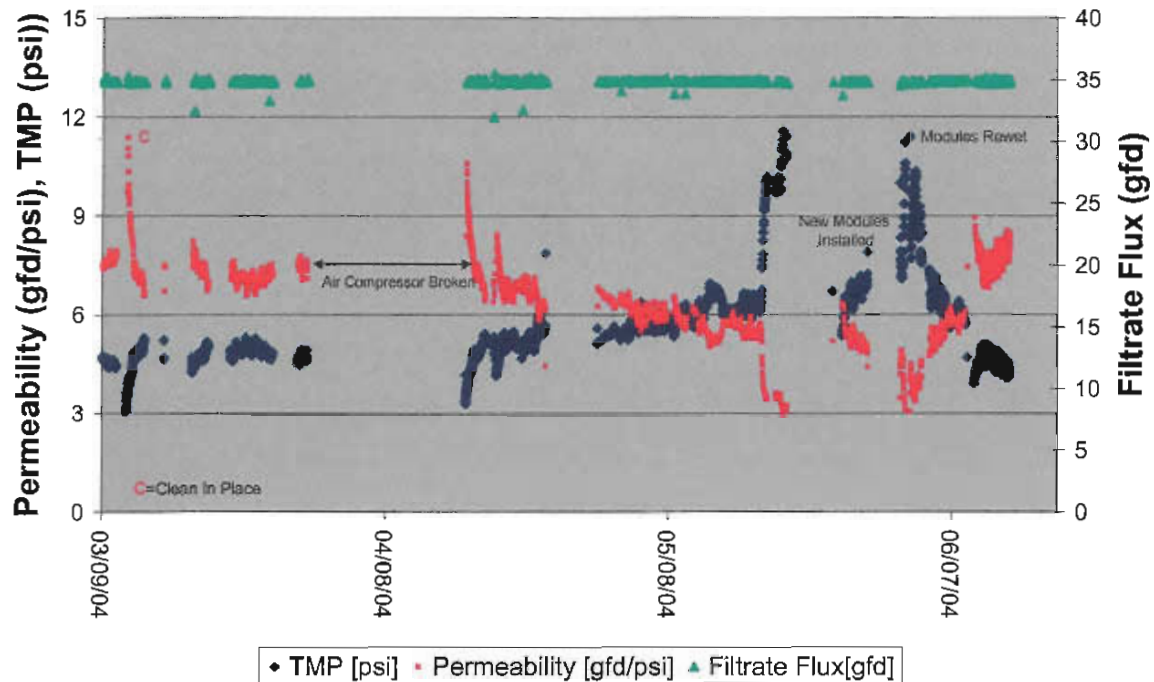 Permeability (gfd/psi), TMP (psi))
15
12
9
6
3
0
40
35
30
25
20
15
10
5
0
Filtrate Flux (gfd)
C
Modules Rewet
New Modules
Installed
Air Compressor Broken
C=Clean In Place
03/09/04
04/08/04
05/08/04
06/07/04
TMP [psi]
Permeability [gfd/psi]
Filtrate Flux[gfd]